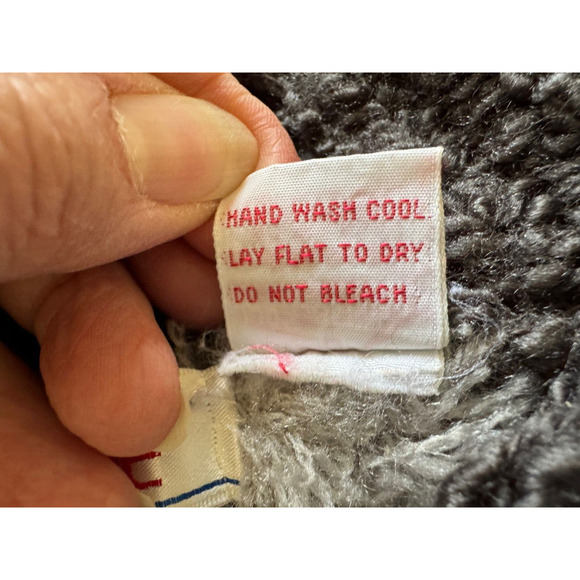 HAND WASH COOL
LAY FLAT TO DRY
DO NOT BLEACH